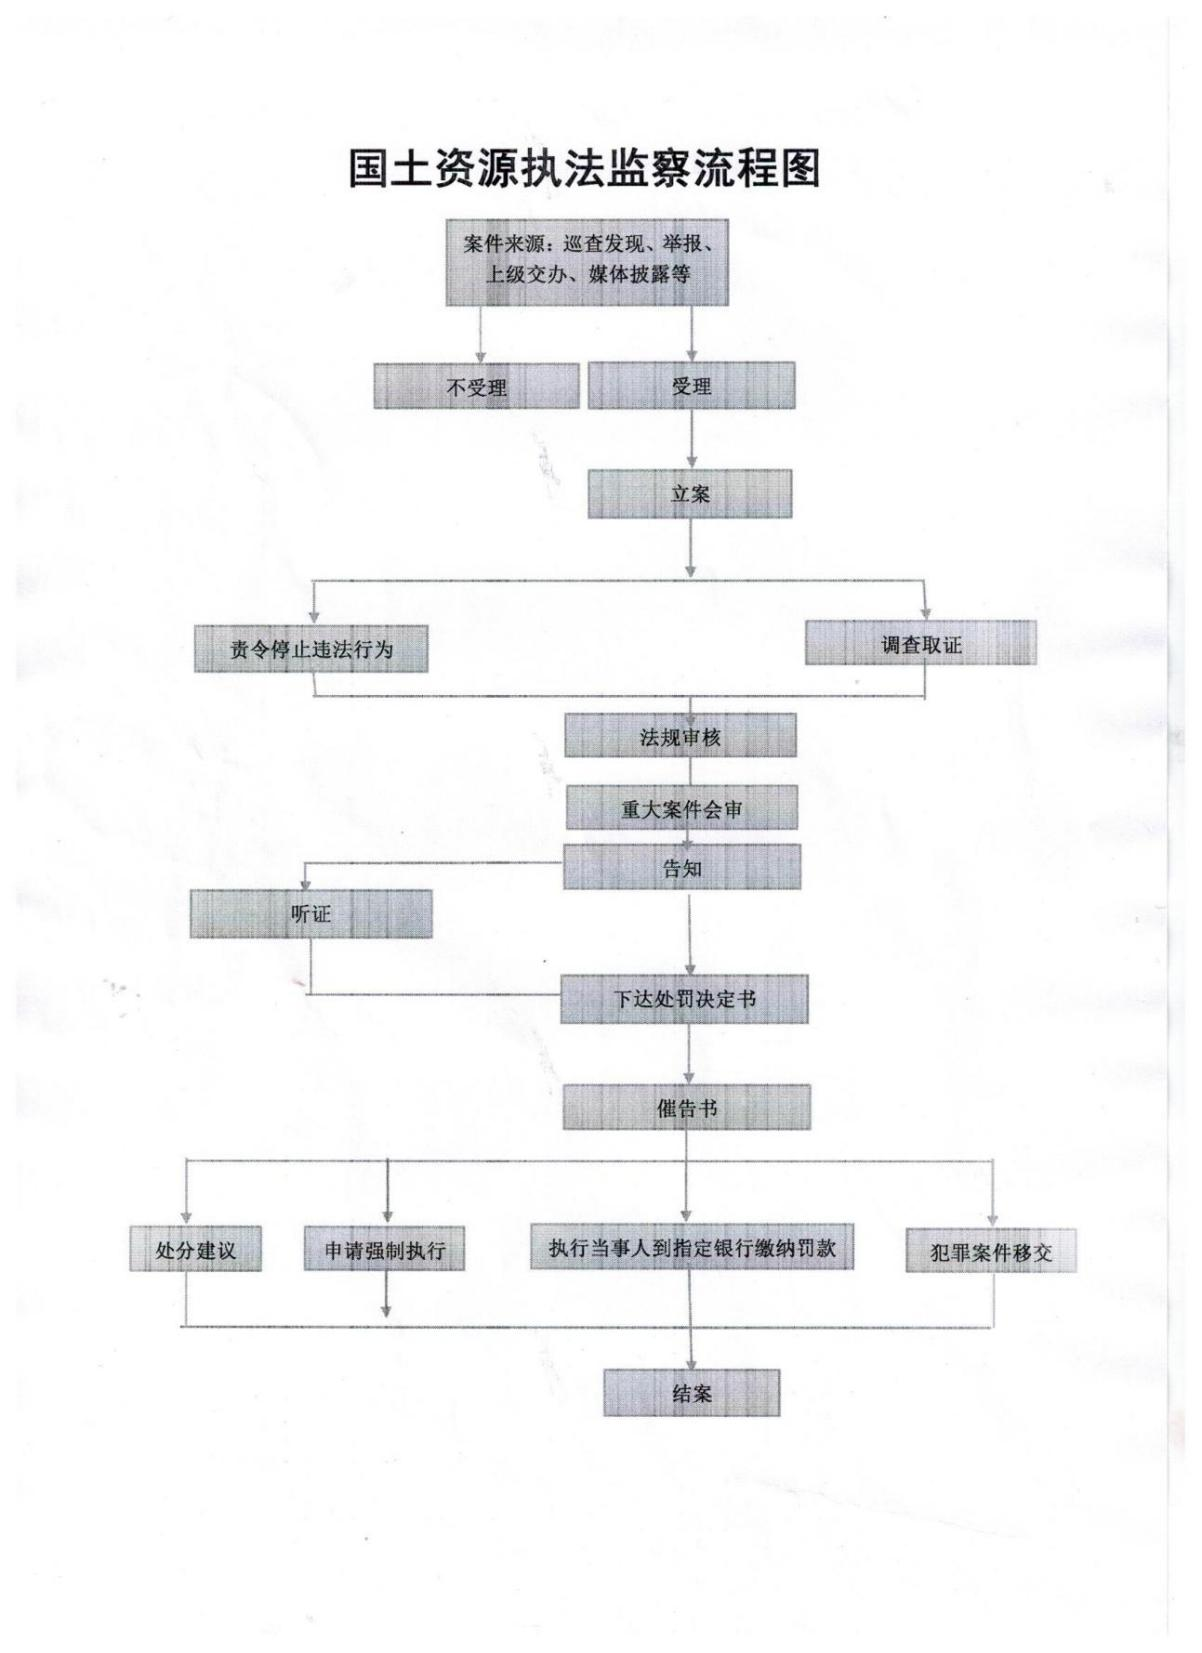 国土资源执法监察流程图
案件来源：巡查发现、举报、
上级交办、媒体披露等
不受理
受理
立案
责令停止违法行为
调查取证
法规审核
重大案件会审
告知
听证
下达处罚决定书
催告书
处分建议
申请强制执行
执行当事人到指定银行缴纳罚款
犯罪案件移交
结案